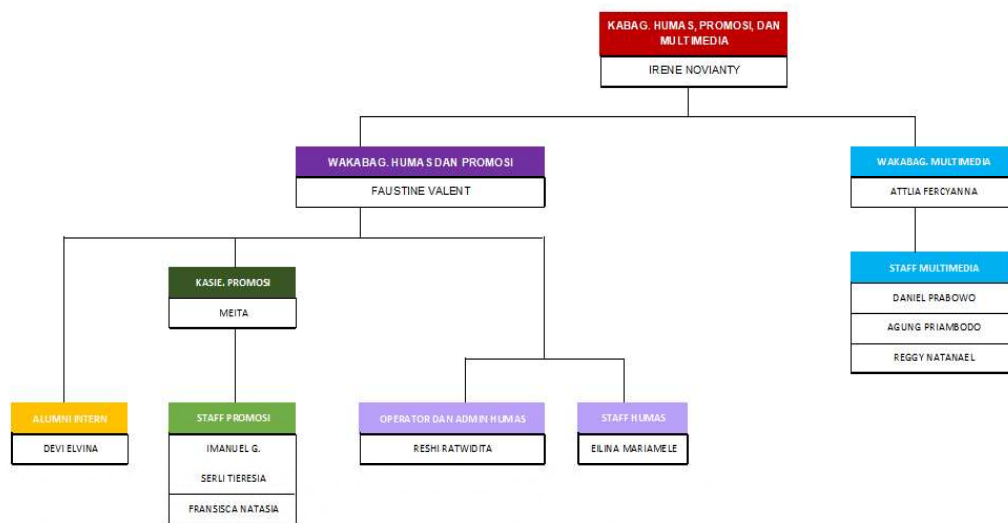 KABAG. HUMAS, PROMOSI, DAN
MULTIMEDIA
IRENE NOVIANTY
WAKABAG. HUMAS DAN PROMOSI
FAUSTINE VALENT
WAKABAG. MULTIMEDIA
ATTLIA FERCYANNA
KASIE. PROMOSI
MEITA
STAFF MULTIMEDIA
DANIEL PRABOWO
AGUNG PRIAMBODO
REGGY NATANAEL
ALUMNI INTERN
DEVI ELVINA
STAFF PROMOSI
IMANUEL G.
SERLI TIERESIA
FRANSISCA NATASIA
OPERATOR DAN ADMIN HUMAS
RESHI RATWIDITA
STAFF HUMAS
EILINA MARIAMELE